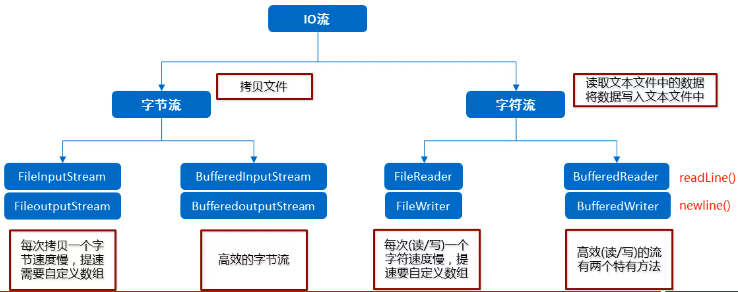 IO流
拷贝文件
读取文本文件中的数据
将数据写入文本文件中
字节流
字符流
FileInputStream
BufferedInputStream
FileReader
BufferedReader
readLine()
FileoutputStream
BufferedoutputStream
FileWriter
BufferedWriter
newline()
每次拷贝一个字
节速度慢，提速
需要自定义数组
高效的字节流
每次(读/写)一个
字符速度慢，提
速要自定义数组
高效(读/写)的流
有两个特有方法